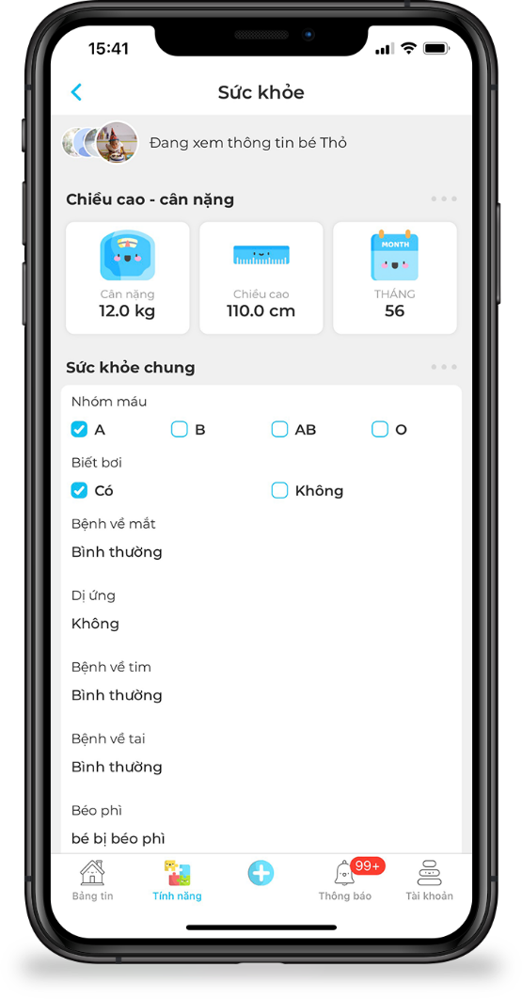 15:41
Sức khỏe
Đang xem thông tin bé Thỏ
Chiều cao - cân nặng
MONTH
Cân nặng
Chiều cao
THÁNG
12.0 kg
110.0 cm
56
Sức khỏe chung
Nhóm máu
A
B
AB
O
Biết bơi
Có
Không
Bệnh về mắt
Bình thường
Dị ứng
Không
Bệnh về tim
Bình thường
Bệnh về tai
Bình thường
Béo phì
bé bị béo phì
99+
Bảng tin
Tính năng
Thông báo
Tài khoản